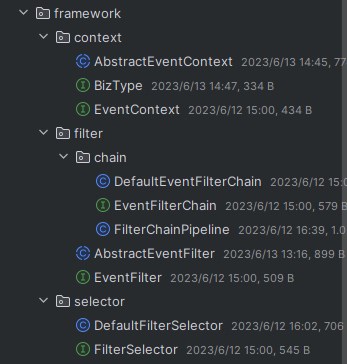 framework
context
AbstractEventContext 2023/6/13 14:45, 77
BizType 2023/6/13 14:47, 334 B
EventContext 2023/6/12 15:00, 434 B
filter
chain
DefaultEventFilterChain 2023/6/12 15:0
EventFilterChain 2023/6/12 15:00, 579 B
FilterChainPipeline 2023/6/12 16:39, 1.0
AbstractEventFilter 2023/6/13 13:16, 899 B
EventFilter 2023/6/12 15:00, 509 B
selector
DefaultFilterSelector 2023/6/12 16:02, 706
FilterSelector 2023/6/12 15:00, 545 B